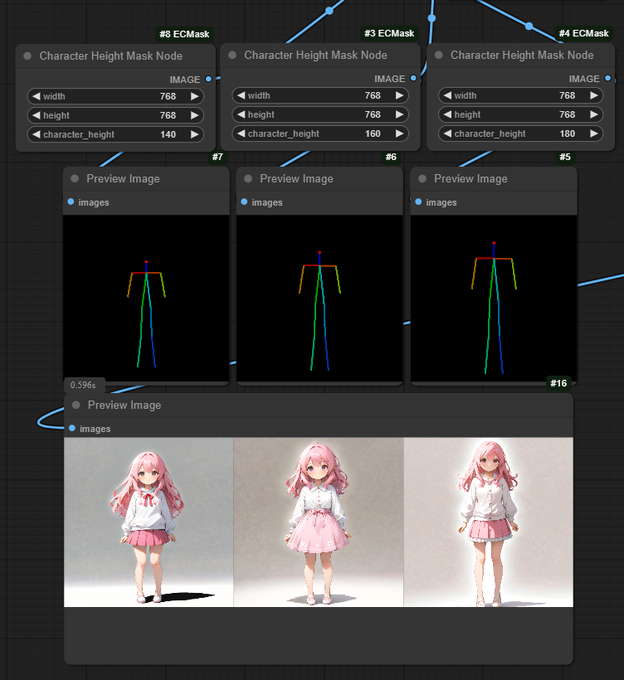 #8 ECMask
#3 ECMask
#4 ECMask
Character Height Mask Node
Character Height Mask Node
Character Height Mask Node
IMAGE
IMAGE
IMAGE
width 768
width 768
width 768
height 768
height 768
height 768
character_height 140
character_height 160
character_height 180
#7
#6
#5
Preview Image
Preview Image
Preview Image
images
images
images
0.596s
#16
Preview Image
images